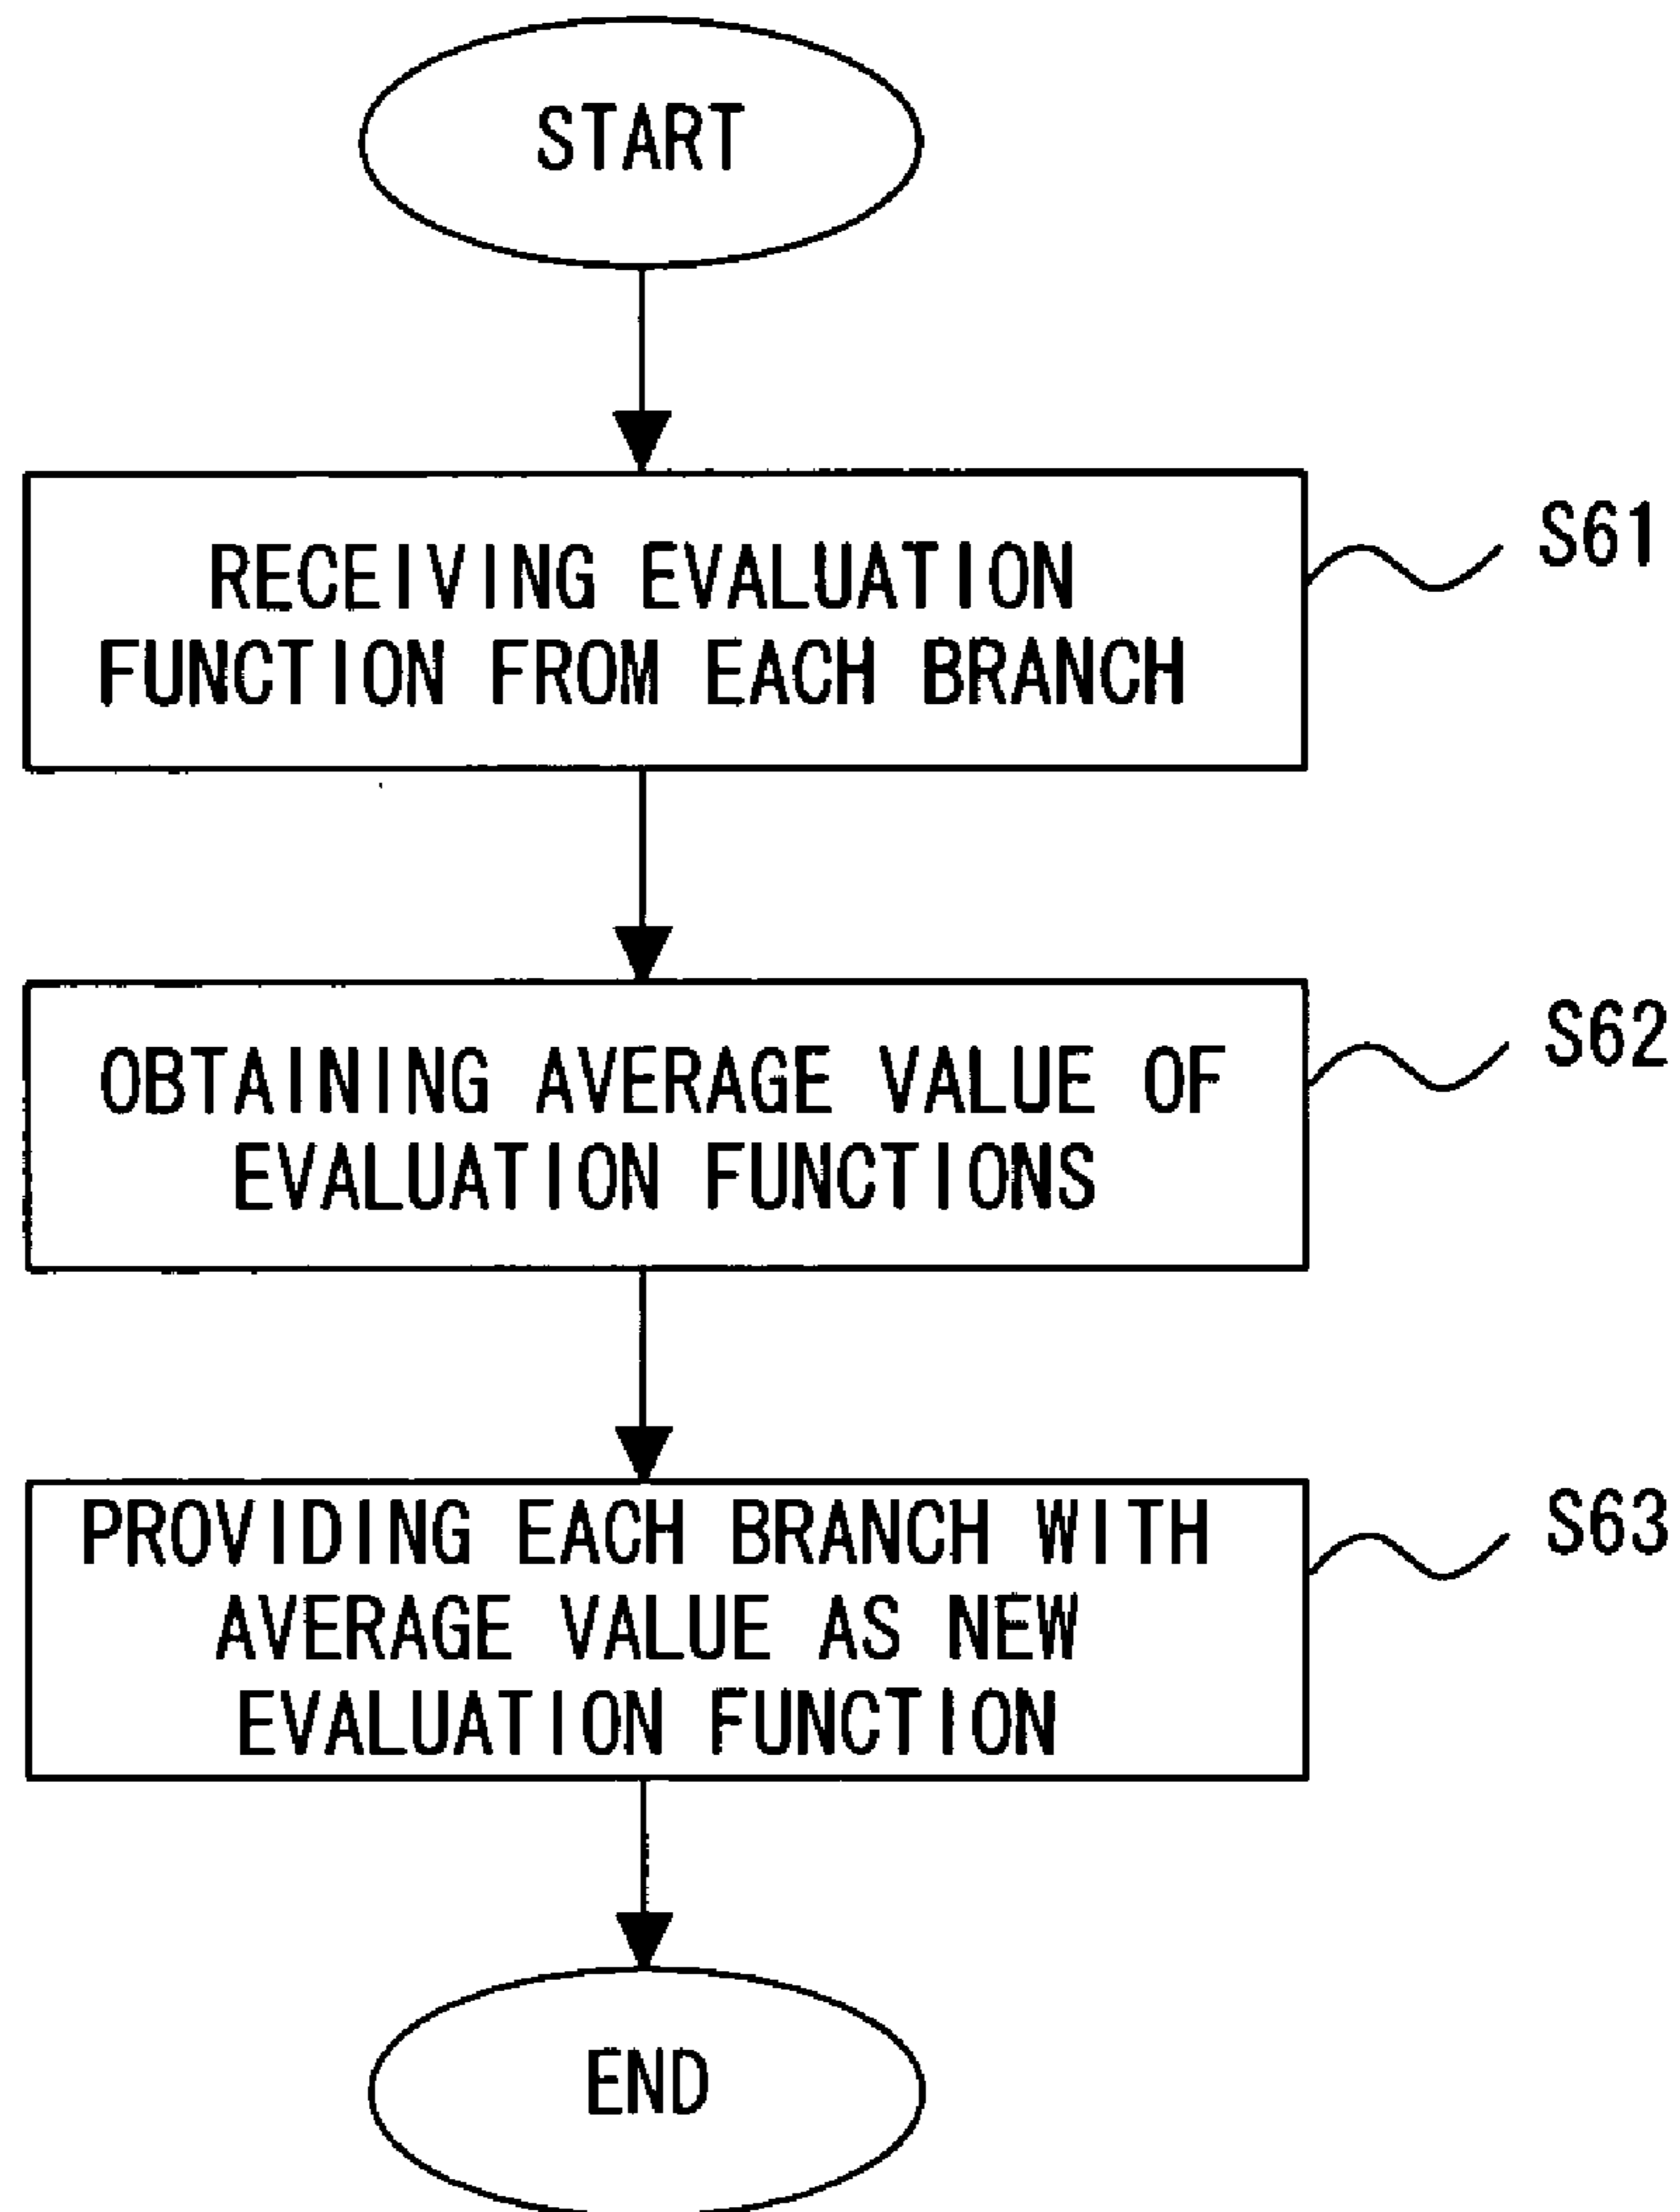 START
RECEIVING EVALUATION
FUNCTION FROM EACH BRANCH
S61
OBTAINING AVERAGE VALUE OF
EVALUATION FUNCTIONS
S62
PROVIDING EACH BRANCH WITH
AVERAGE VALUE AS NEW
EVALUATION FUNCTION
S63
END